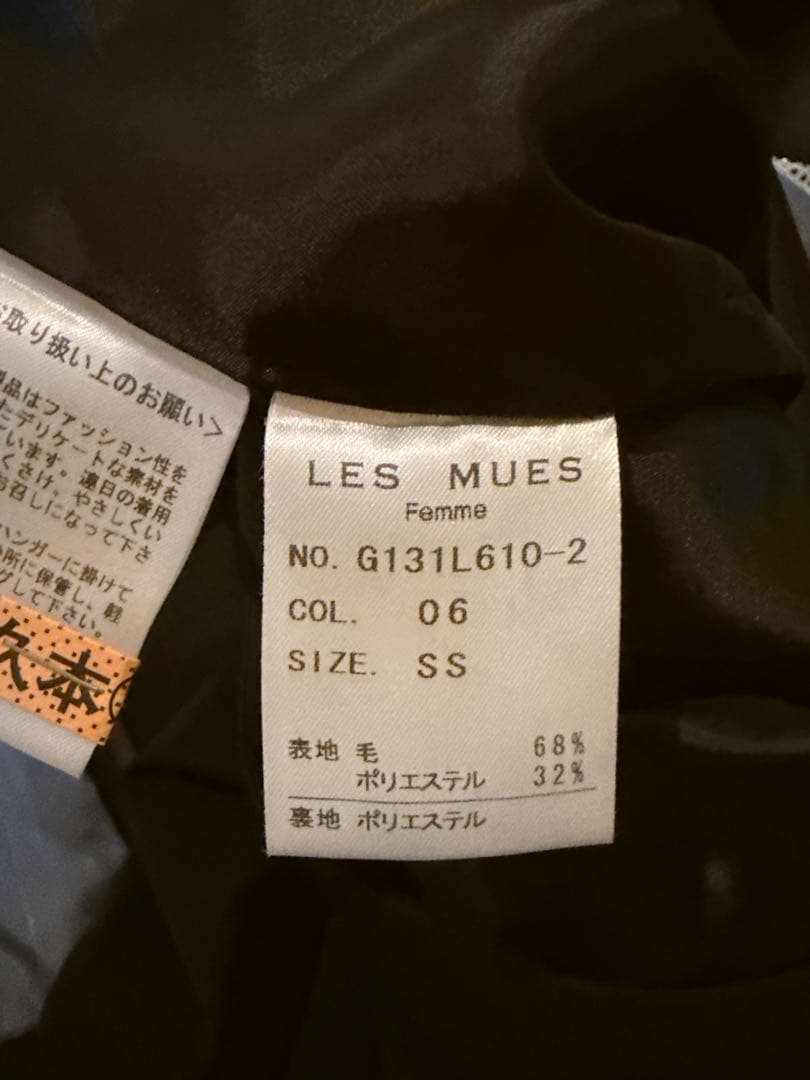 お取り扱い上のお願い＞
品はファッション性を
たデリケートな素材を
います。連日の着用
くさけ、やさしくい
お召しになって下さ
ハンガーに掛けて
所に保管し、軽
グして下さい。
久本
LES MUES
Femme
NO. G131L610-2
COL. 06
SIZE. SS
表地 毛 68%
ポリエステル 32%
裏地 ポリエステル